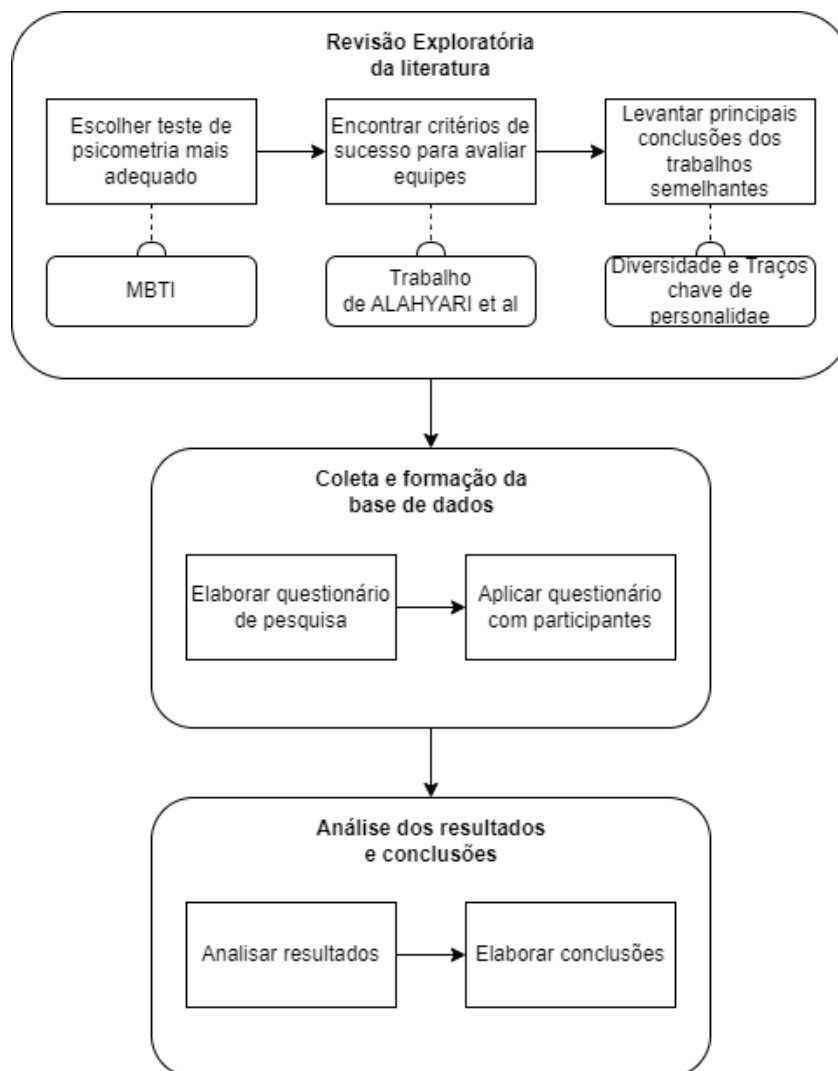 Revisão Exploratória
da literatura
Escolher teste de
psicometria mais
adequado
Encontrar critérios de
sucesso para avaliar
equipes
Levantar principais
conclusões dos
trabalhos
semelhantes
MBTI
Trabalho
de ALAHYARI et al
Diversidade e Traços
chave de
personalidae
Coleta e formação da
base de dados
Elaborar questionário
de pesquisa
Aplicar questionário
com participantes
Análise dos resultados
e conclusões
Analisar resultados
Elaborar conclusões